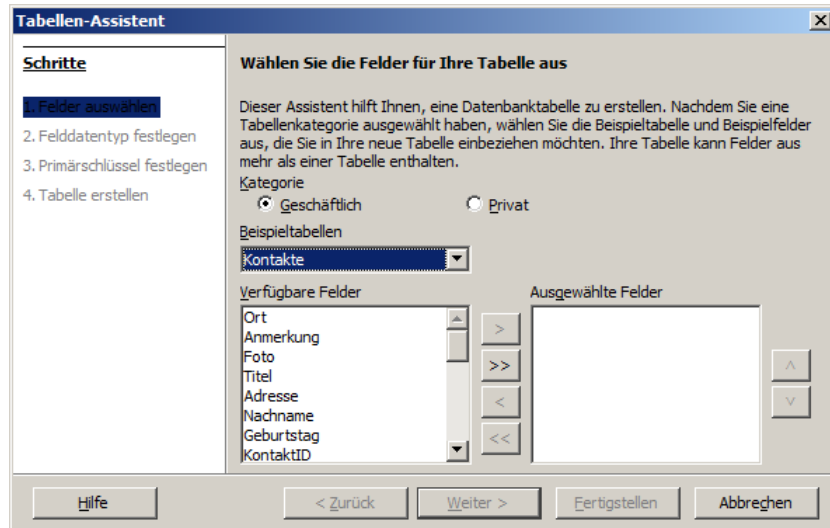 Tabellen-Assistent
Schritte
1. Felder auswählen
2. Felddatentyp festlegen
3. Primärschlüssel festlegen
4. Tabelle erstellen
Wählen Sie die Felder für Ihre Tabelle aus
Dieser Assistent hilft Ihnen, eine Datenbanktabelle zu erstellen. Nachdem Sie eine
Tabellenkategorie ausgewählt haben, wählen Sie die Beispieltabelle und Beispielfelder
aus, die Sie in Ihre neue Tabelle einbeziehen möchten. Ihre Tabelle kann Felder aus
mehr als einer Tabelle enthalten.
Kategorie
Geschäftlich Privat
Beispieltabellen
Kontakte
Verfügbare Felder
Ort
Anmerkung
Foto
Titel
Adresse
Nachname
Geburtstag
KontaktID
>
>>
<
<<
Ausgewählte Felder
Hilfe < Zurück Weiter > Fertigstellen Abbrechen